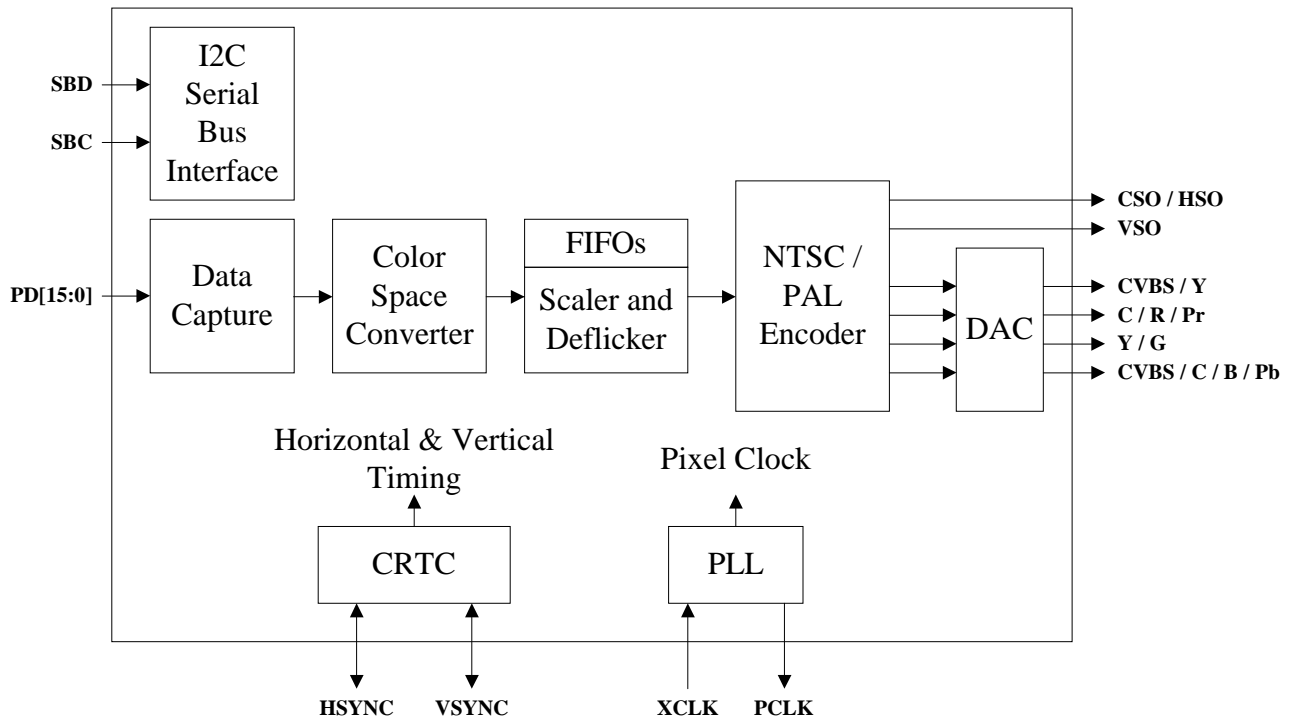 SBD
SBC
I2C
Serial
Bus
Interface
PD[15:0]
Data
Capture
Color
Space
Converter
FIFOs
Scaler and
Deflicker
NTSC /
PAL
Encoder
DAC
CSO / HSO
VSO
CVBS / Y
C / R / Pr
Y / G
CVBS / C / B / Pb
Horizontal & Vertical
Timing
CRTC
HSYNC
VSYNC
Pixel Clock
PLL
XCLK
PCLK